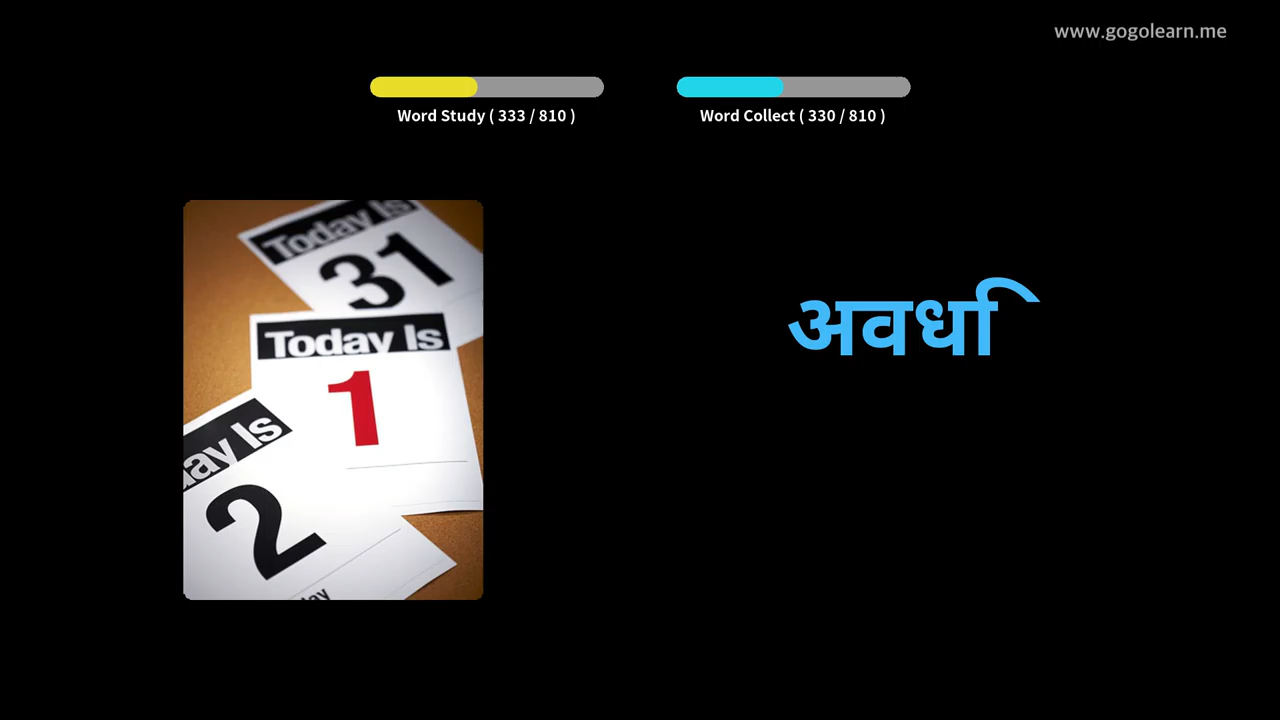 www.gogolearn.me
Word Study ( 333 / 810 )
Word Collect ( 330 / 810 )
Today Is
31
Today Is
1
day Is
2
अवधि